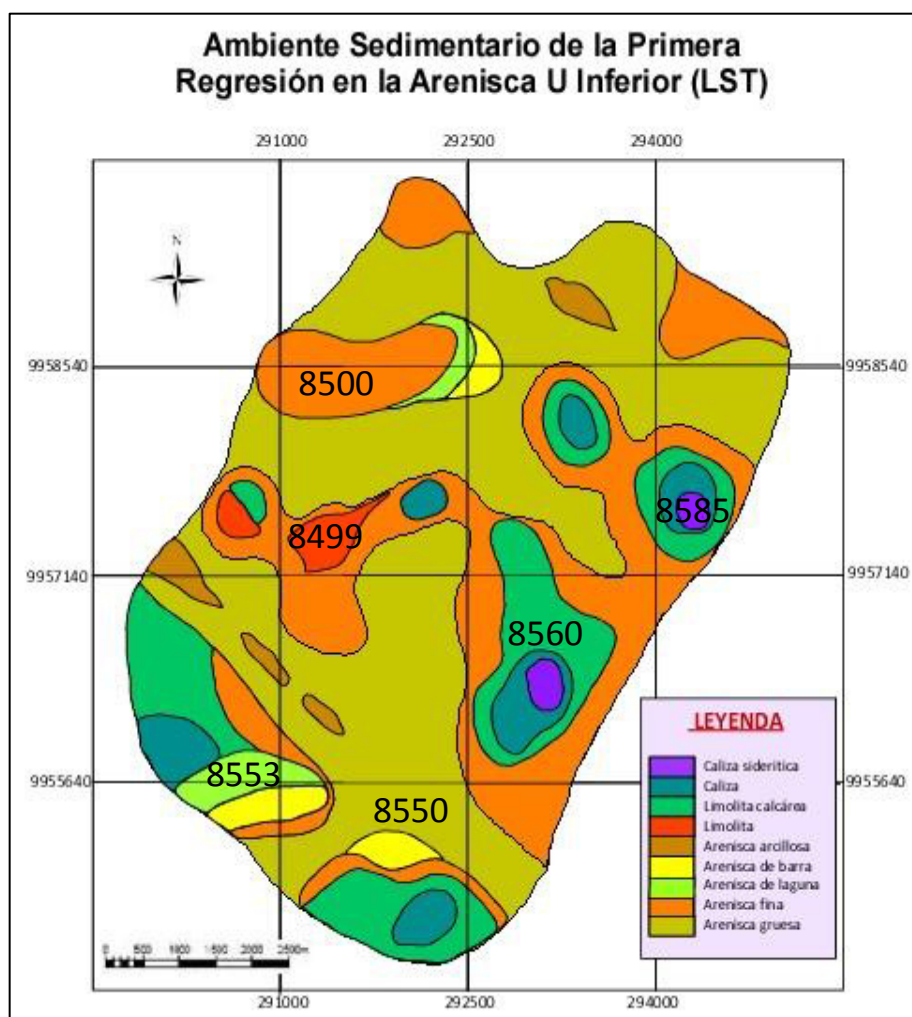 Ambiente Sedimentario de la Primera
Regresión en la Arenisca U Inferior (LST)
291000 292500 294000
N
9958540 9958540
8500
8585
8499
9957140 9957140
8560
LEYENDA
8553
9955640 9955640
8550
Caliza sideritica
Caliza
Limolita calcárea
Limolita
Arenisca arcillosa
Arenisca de barra
Arenisca de laguna
Arenisca fina
Arenisca gruesa
0 500 1000 1500 2000 2500m
291000 292500 294000